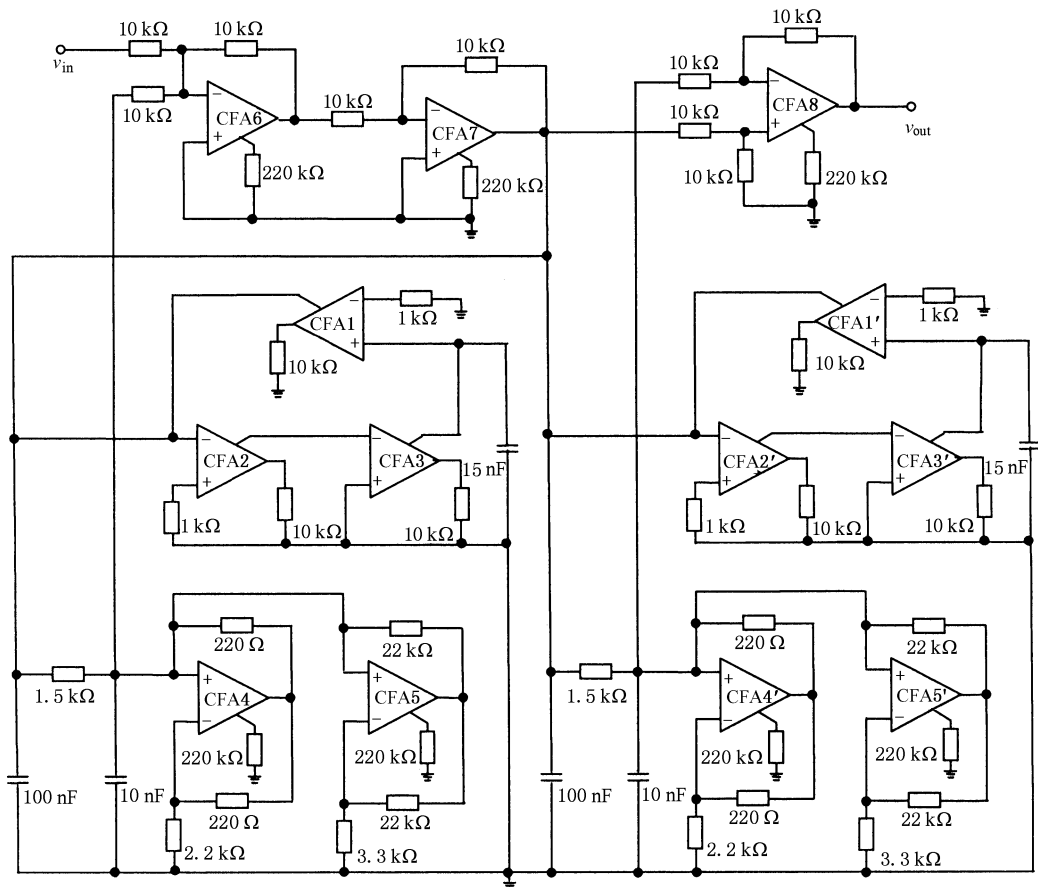 10 kΩ 10 kΩ
v_in
10 kΩ
10 kΩ
−
+
CFA6
220 kΩ
10 kΩ
10 kΩ
−
+
CFA7
220 kΩ
10 kΩ
10 kΩ
10 kΩ
10 kΩ
−
+
CFA8
220 kΩ
v_out
−
+
CFA1
1 kΩ
10 kΩ
−
+
CFA2
1 kΩ
10 kΩ
−
+
CFA3
10 kΩ
15 nF
−
+
CFA1′
1 kΩ
10 kΩ
−
+
CFA2′
1 kΩ
10 kΩ
−
+
CFA3′
10 kΩ
15 nF
1.5 kΩ
100 nF
10 nF
220 Ω
+
−
CFA4
220 kΩ
220 Ω
2.2 kΩ
22 kΩ
+
−
CFA5
220 kΩ
22 kΩ
3.3 kΩ
1.5 kΩ
100 nF
10 nF
220 Ω
+
−
CFA4′
220 kΩ
220 Ω
2.2 kΩ
22 kΩ
+
−
CFA5'
220 kΩ
22 kΩ
3.3 kΩ